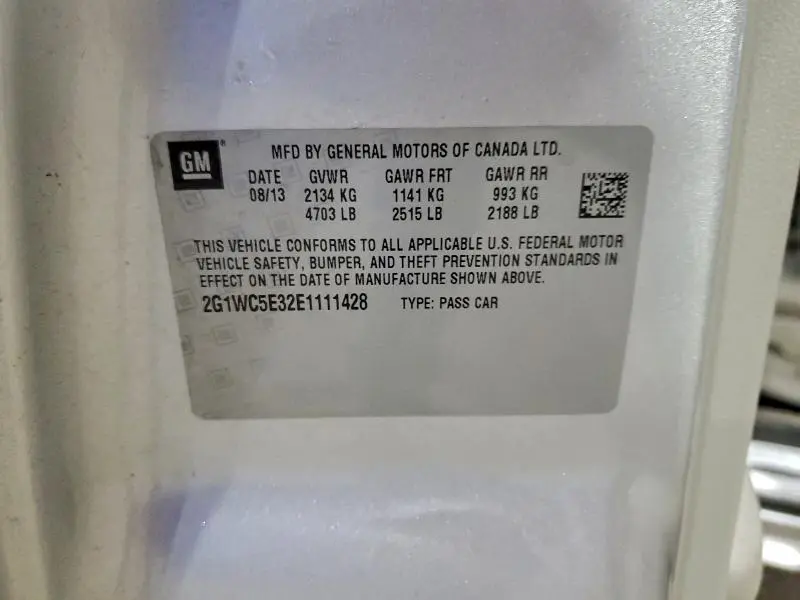 GM®
MFD BY GENERAL MOTORS OF CANADA LTD.
DATE GVWR GAWR FRT GAWR RR
08/13 2134 KG 1141 KG 993 KG
4703 LB 2515 LB 2188 LB
THIS VEHICLE CONFORMS TO ALL APPLICABLE U.S. FEDERAL MOTOR
VEHICLE SAFETY, BUMPER, AND THEFT PREVENTION STANDARDS IN
EFFECT ON THE DATE OF MANUFACTURE SHOWN ABOVE.
2G1WC5E32E1111428 TYPE: PASS CAR